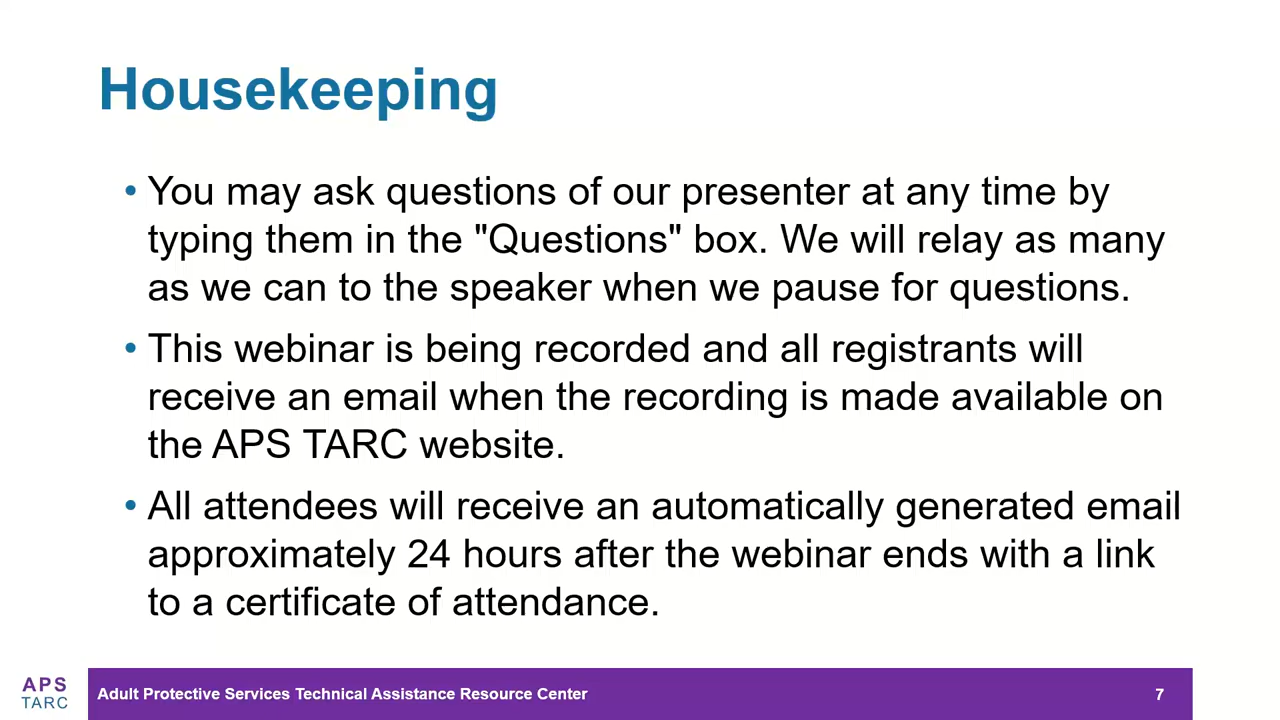 Housekeeping
• You may ask questions of our presenter at any time by
typing them in the "Questions" box. We will relay as many
as we can to the speaker when we pause for questions.
• This webinar is being recorded and all registrants will
receive an email when the recording is made available on
the APS TARC website.
• All attendees will receive an automatically generated email
approximately 24 hours after the webinar ends with a link
to a certificate of attendance.
APS
TARC
Adult Protective Services Technical Assistance Resource Center
7